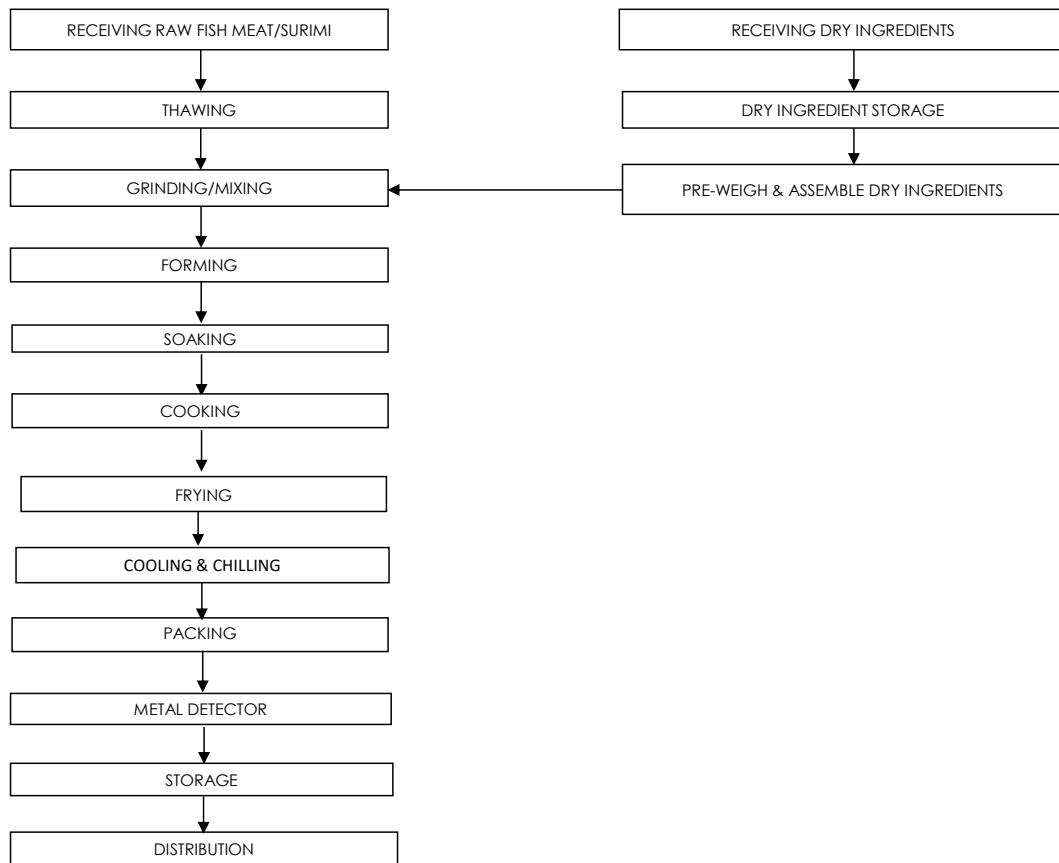 RECEIVING RAW FISH MEAT/SURIMI
RECEIVING DRY INGREDIENTS
THAWING
DRY INGREDIENT STORAGE
GRINDING/MIXING
PRE-WEIGH & ASSEMBLE DRY INGREDIENTS
FORMING
SOAKING
COOKING
FRYING
COOLING & CHILLING
PACKING
METAL DETECTOR
STORAGE
DISTRIBUTION